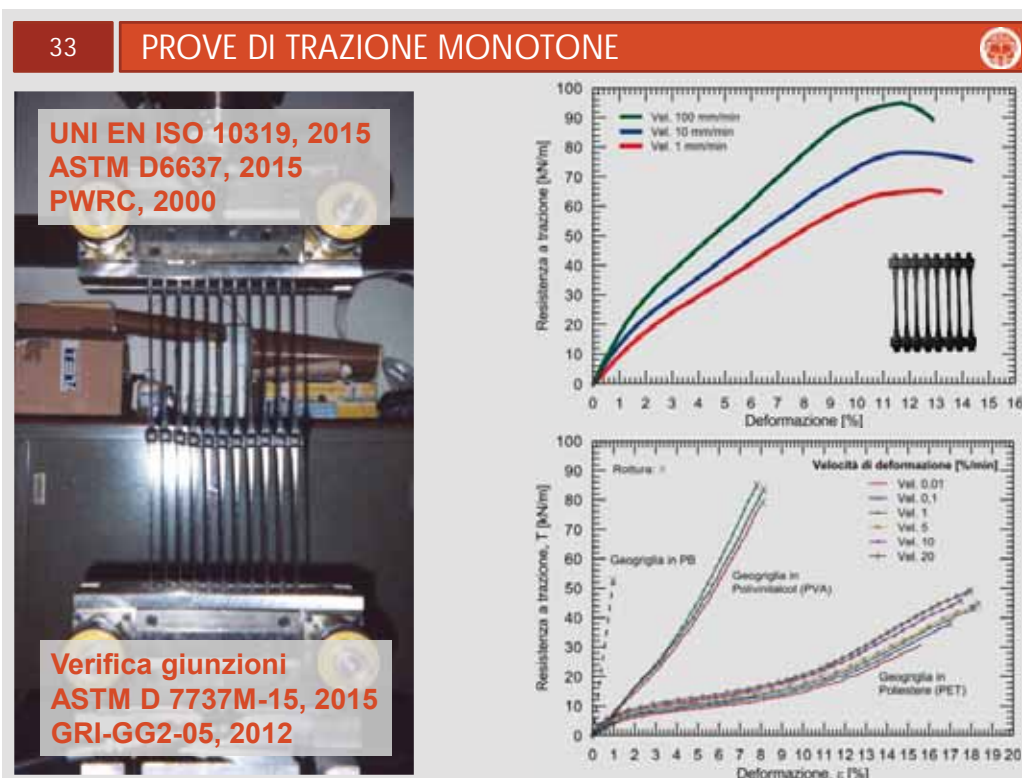 33
PROVE DI TRAZIONE MONOTONE
UNI EN ISO 10319, 2015
ASTM D6637, 2015
PWRC, 2000
Verifica giunzioni
ASTM D 7737M-15, 2015
GRI-GG2-05, 2012
Resistenza a trazione [kN/m]
100
90
80
70
60
50
40
30
20
10
0
Vel. 100 mm/min
Vel. 10 mm/min
Vel. 1 mm/min
0 1 2 3 4 5 6 7 8 9 10 11 12 13 14 15 16
Deformazione [%]
Resistenza a trazione, T [kN/m]
100
90
80
70
60
50
40
30
20
10
0
Rottura: ×
Velocità di deformazione [%/min]
Vel. 0.01
Vel. 0,1
Vel. 1
Vel. 5
Vel. 10
Vel. 20
Geogriglia in PB
Geogriglia in
Polivinilalcol (PVA)
Geogriglia in
Poliestere (PET)
0 1 2 3 4 5 6 7 8 9 10 11 12 13 14 15 16 17 18 19 20
Deformazione, ε [%]